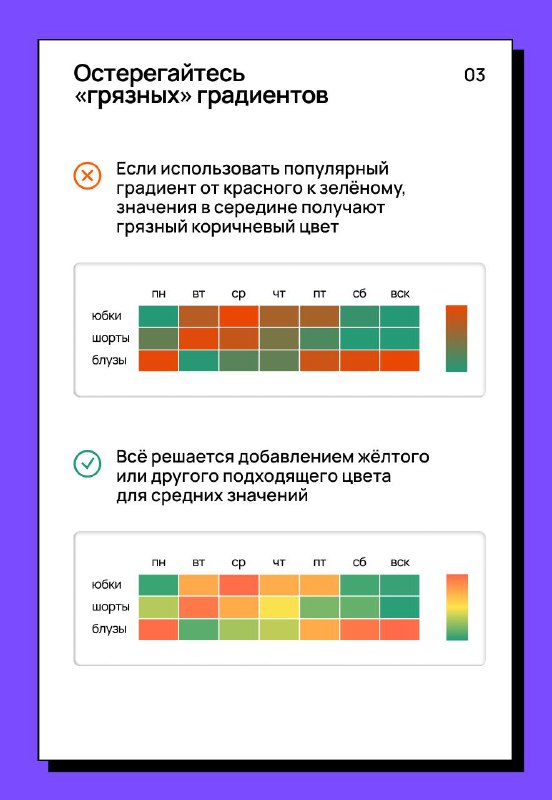 Остерегайтесь
«грязных» градиентов
03
Если использовать популярный
градиент от красного к зелёному,
значения в середине получают
грязный коричневый цвет
пн вт ср чт пт сб вск
юбки
шорты
блузы
Всё решается добавлением жёлтого
или другого подходящего цвета
для средних значений
пн вт ср чт пт сб вск
юбки
шорты
блузы